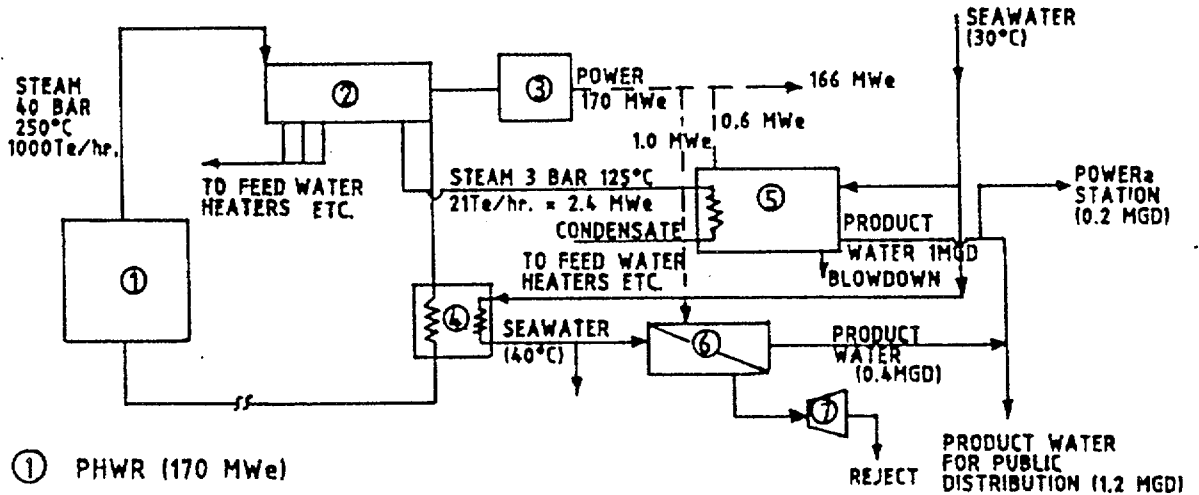 SEAWATER
(30°C)
STEAM
40 BAR
250°C
1000Te/hr.
②
③
POWER
170 MWe
166 MWe
0.6 MWe
1.0 MWe
TO FEED WATER
HEATERS ETC.
STEAM 3 BAR 125°C
21Te/hr. = 2.4 MWe
CONDENSATE
⑤
PRODUCT
WATER 1MGD
BLOWDOWN
POWER
STATION
(0.2 MGD)
TO FEED WATER
HEATERS ETC.
①
④
SEAWATER
(40°C)
⑥
PRODUCT
WATER
(0.4MGD)
⑦
REJECT
PRODUCT WATER
FOR PUBLIC
DISTRIBUTION (1.2 MGD)
① PHWR (170 MWe)